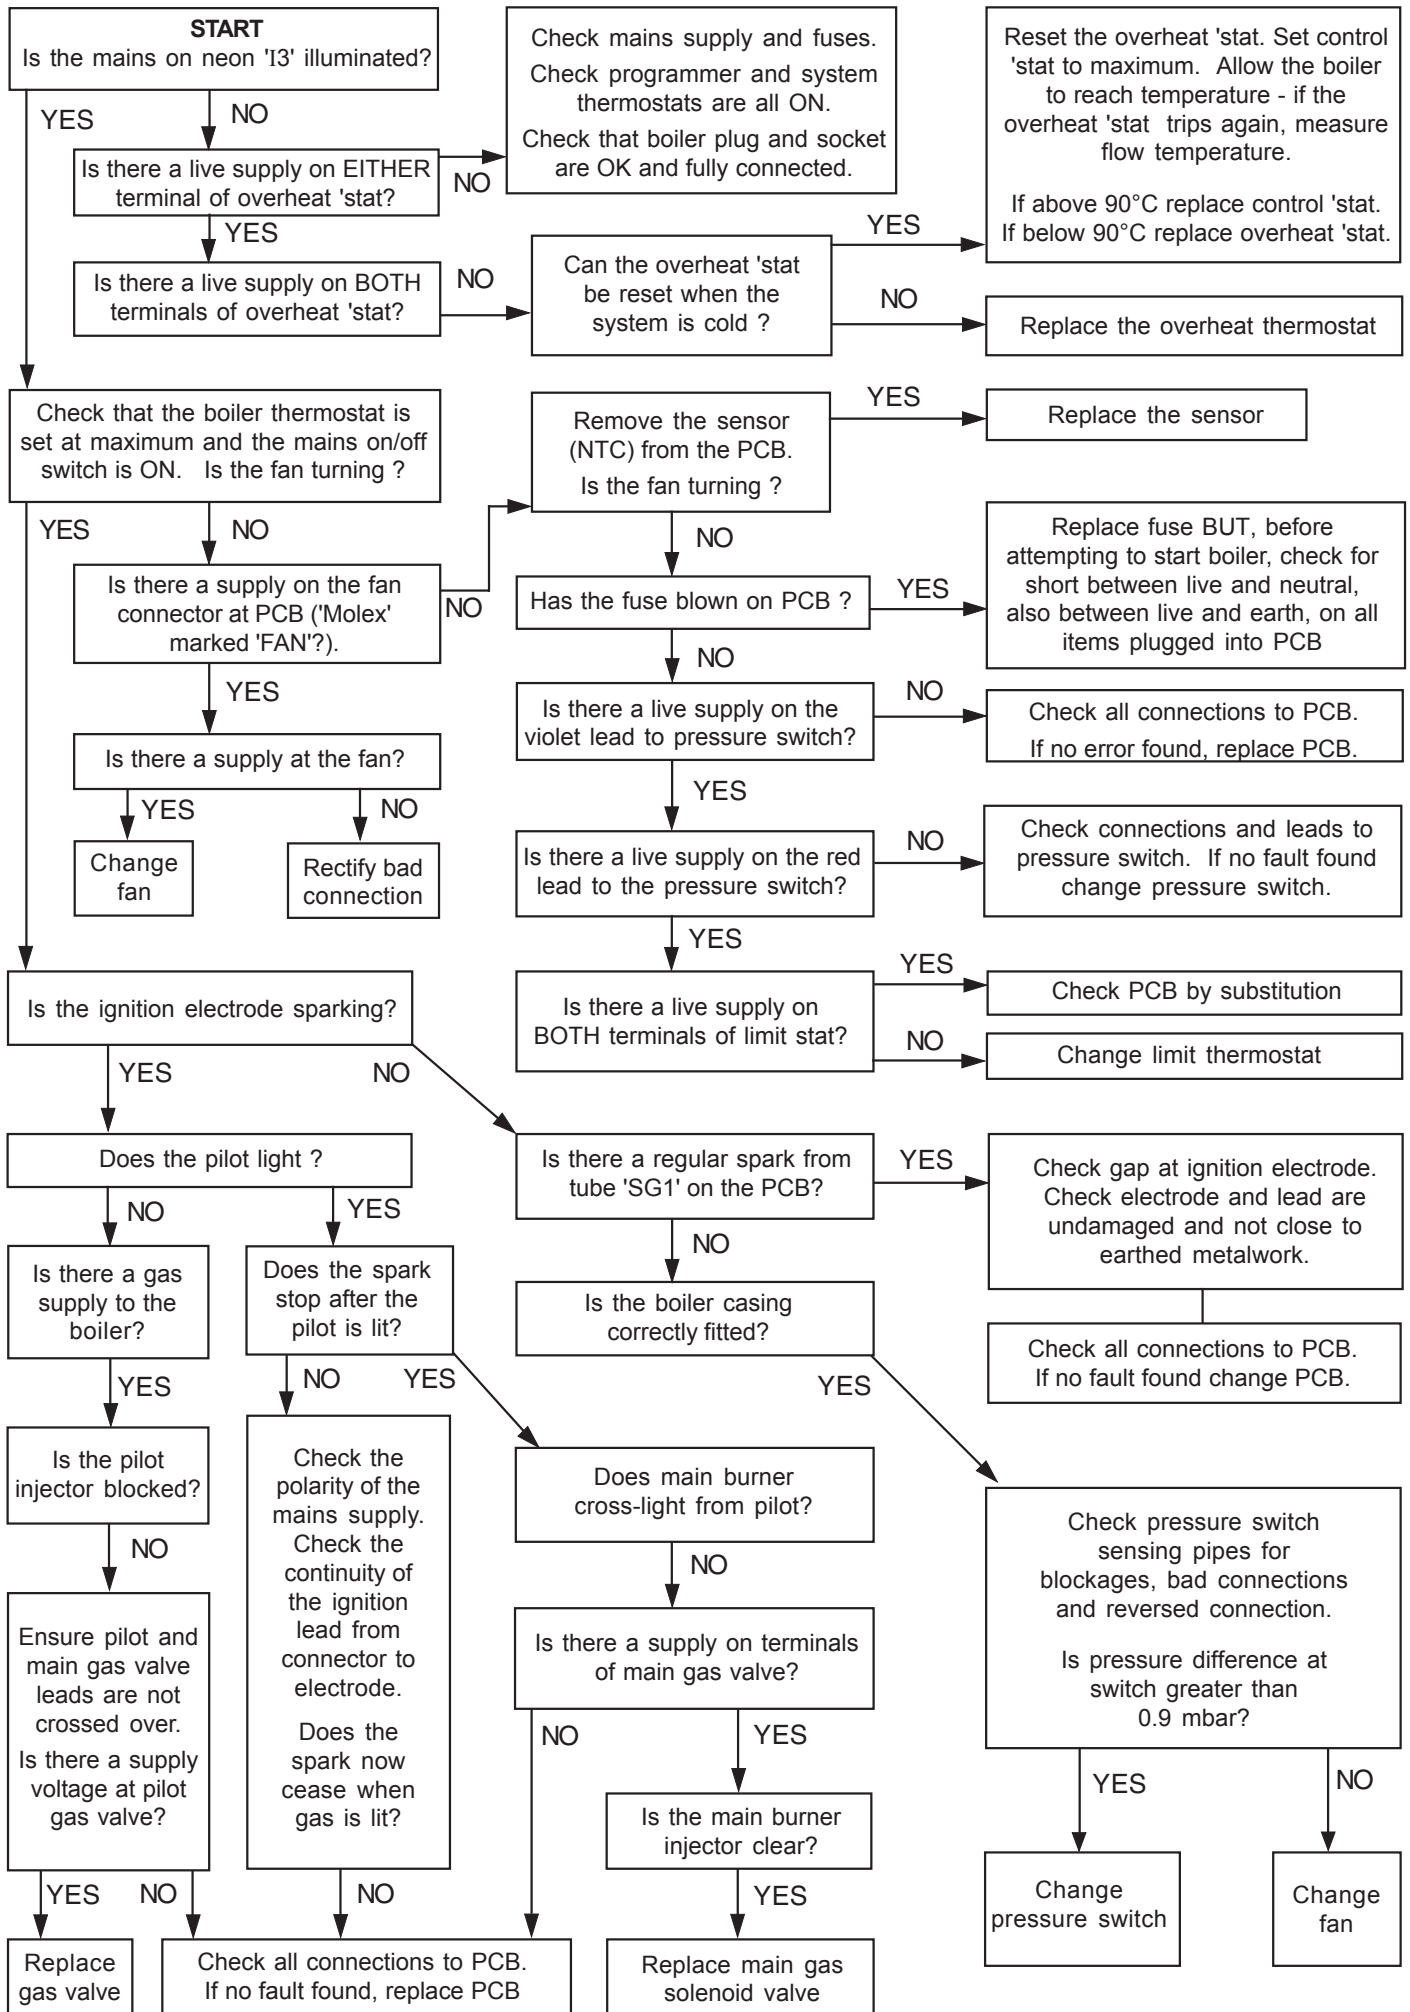 START
Is the mains on neon 'I3' illuminated?
YES
NO
Is there a live supply on EITHER
terminal of overheat 'stat?
NO
Check mains supply and fuses.
Check programmer and system
thermostats are all ON.
Check that boiler plug and socket
are OK and fully connected.
YES
Is there a live supply on BOTH
terminals of overheat 'stat?
NO
Can the overheat 'stat
be reset when the
system is cold ?
YES
Reset the overheat 'stat. Set control
'stat to maximum. Allow the boiler
to reach temperature - if the
overheat 'stat trips again, measure
flow temperature.
If above 90°C replace control 'stat.
If below 90°C replace overheat 'stat.
NO
Replace the overheat thermostat
Check that the boiler thermostat is
set at maximum and the mains on/off
switch is ON. Is the fan turning ?
YES
NO
Is there a supply on the fan
connector at PCB ('Molex'
marked 'FAN'?).
NO
Remove the sensor
(NTC) from the PCB.
Is the fan turning ?
YES
Replace the sensor
NO
Has the fuse blown on PCB ?
YES
Replace fuse BUT, before
attempting to start boiler, check for
short between live and neutral,
also between live and earth, on all
items plugged into PCB
NO
Is there a live supply on the
violet lead to pressure switch?
NO
Check all connections to PCB.
If no error found, replace PCB.
YES
Is there a live supply on the red
lead to the pressure switch?
NO
Check connections and leads to
pressure switch. If no fault found
change pressure switch.
YES
Is there a live supply on
BOTH terminals of limit stat?
YES
Check PCB by substitution
NO
Change limit thermostat
YES
Is there a supply at the fan?
YES
NO
Change
fan
Rectify bad
connection
Is the ignition electrode sparking?
YES
NO
Does the pilot light ?
NO
YES
Is there a regular spark from
tube 'SG1' on the PCB?
YES
Check gap at ignition electrode.
Check electrode and lead are
undamaged and not close to
earthed metalwork.
Check all connections to PCB.
If no fault found change PCB.
NO
Is the boiler casing
correctly fitted?
YES
Check pressure switch
sensing pipes for
blockages, bad connections
and reversed connection.
Is pressure difference at
switch greater than
0.9 mbar?
YES
NO
Change
pressure switch
Change
fan
Is there a gas
supply to the
boiler?
YES
Is the pilot
injector blocked?
NO
Ensure pilot and
main gas valve
leads are not
crossed over.
Is there a supply
voltage at pilot
gas valve?
YES
NO
Replace
gas valve
Does the spark
stop after the
pilot is lit?
NO
YES
Check the
polarity of the
mains supply.
Check the
continuity of
the ignition
lead from
connector to
electrode.
Does the
spark now
cease when
gas is lit?
NO
Check all connections to PCB.
If no fault found, replace PCB
Does main burner
cross-light from pilot?
NO
Is there a supply on terminals
of main gas valve?
NO
YES
Is the main burner
injector clear?
YES
Replace main gas
solenoid valve